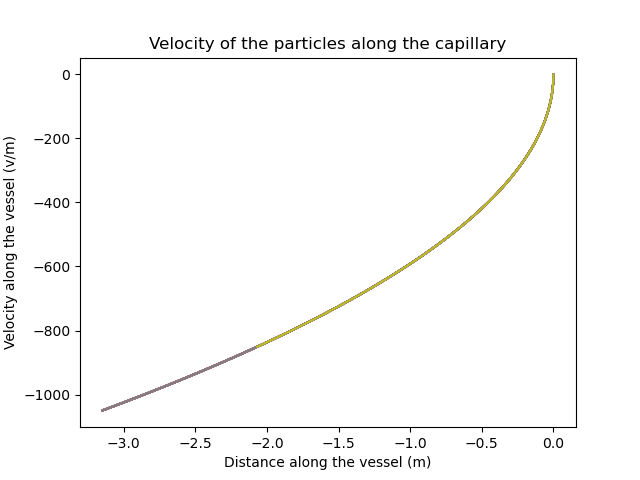 Velocity of the particles along the capillary
Velocity along the vessel (v/m)
0
−200
−400
−600
−800
−1000
−3.0 −2.5 −2.0 −1.5 −1.0 −0.5 0.0
Distance along the vessel (m)